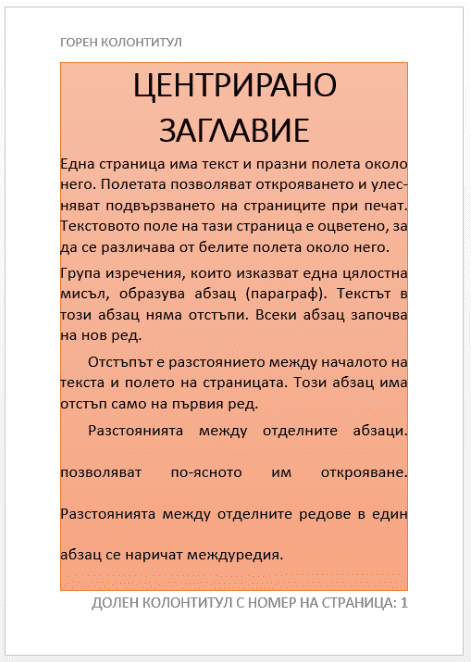 ГОРЕН КОЛОНТИТУЛ
ЦЕНТРИРАНО
ЗАГЛАВИЕ
Една страница има текст и празни полета около
него. Полетата позволяват открояването и улес-
няват подвързването на страниците при печат.
Текстовото поле на тази страница е оцветено, за
да се различава от белите полета около него.
Група изречения, които изказват една цялостна
мисъл, образува абзац (параграф). Текстът в
този абзац няма отстъпи. Всеки абзац започва
на нов ред.
Отстъпът е разстоянието между началото на
текста и полето на страницата. Този абзац има
отстъп само на първия ред.
Разстоянията между отделните абзаци.
позволяват по-ясното им открояване.
Разстоянията между отделните редове в един
абзац се наричат междуредия.
ДОЛЕН КОЛОНТИТУЛ С НОМЕР НА СТРАНИЦА: 1